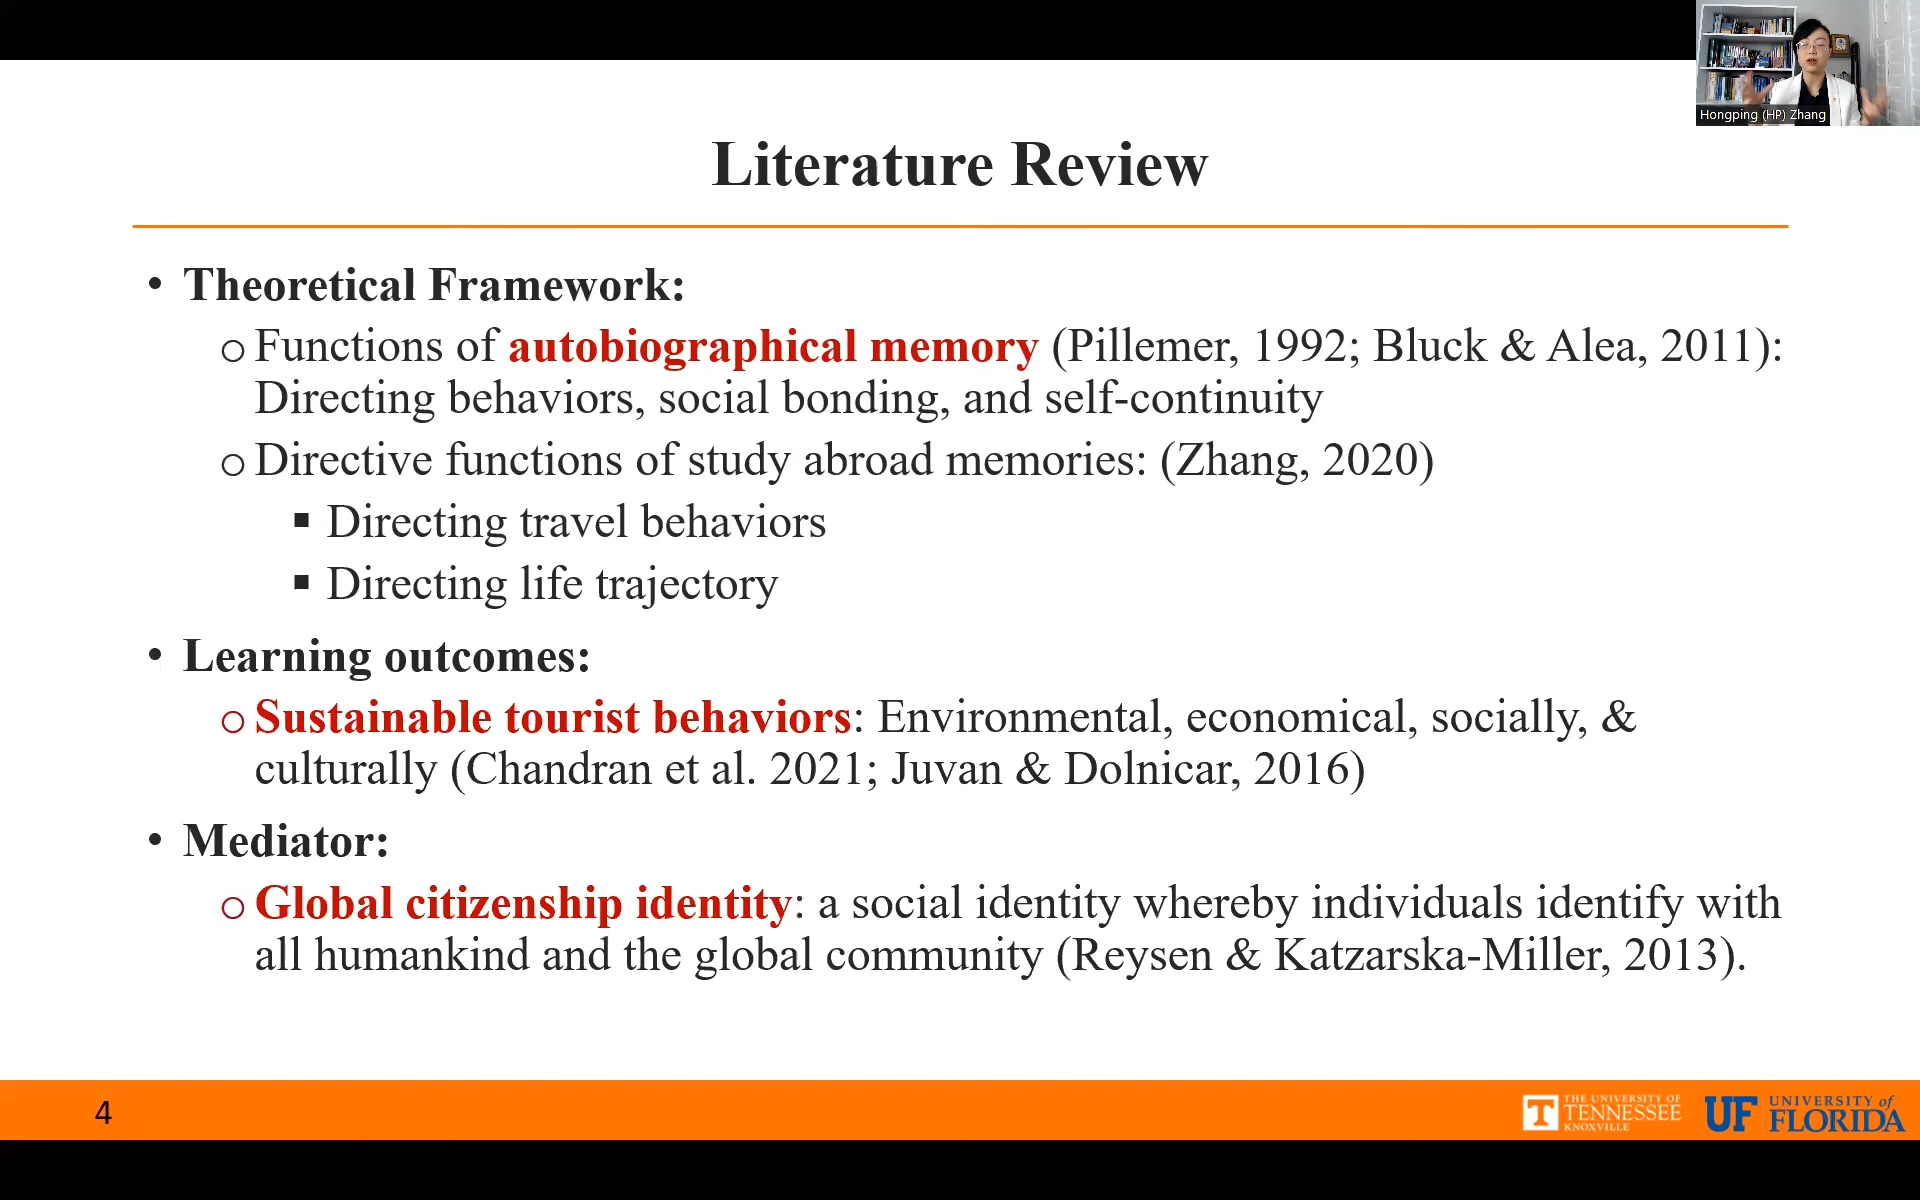 Hongping (HP) Zhang
Literature Review
• Theoretical Framework:
o Functions of autobiographical memory (Pillemer, 1992; Bluck & Alea, 2011):
Directing behaviors, social bonding, and self-continuity
o Directive functions of study abroad memories: (Zhang, 2020)
▪ Directing travel behaviors
▪ Directing life trajectory
• Learning outcomes:
o Sustainable tourist behaviors: Environmental, economical, socially, &
culturally (Chandran et al. 2021; Juvan & Dolnicar, 2016)
• Mediator:
o Global citizenship identity: a social identity whereby individuals identify with
all humankind and the global community (Reysen & Katzarska-Miller, 2013).
4
T THE UNIVERSITY OF
TENNESSEE
KNOXVILLE
UF UNIVERSITY of
FLORIDA